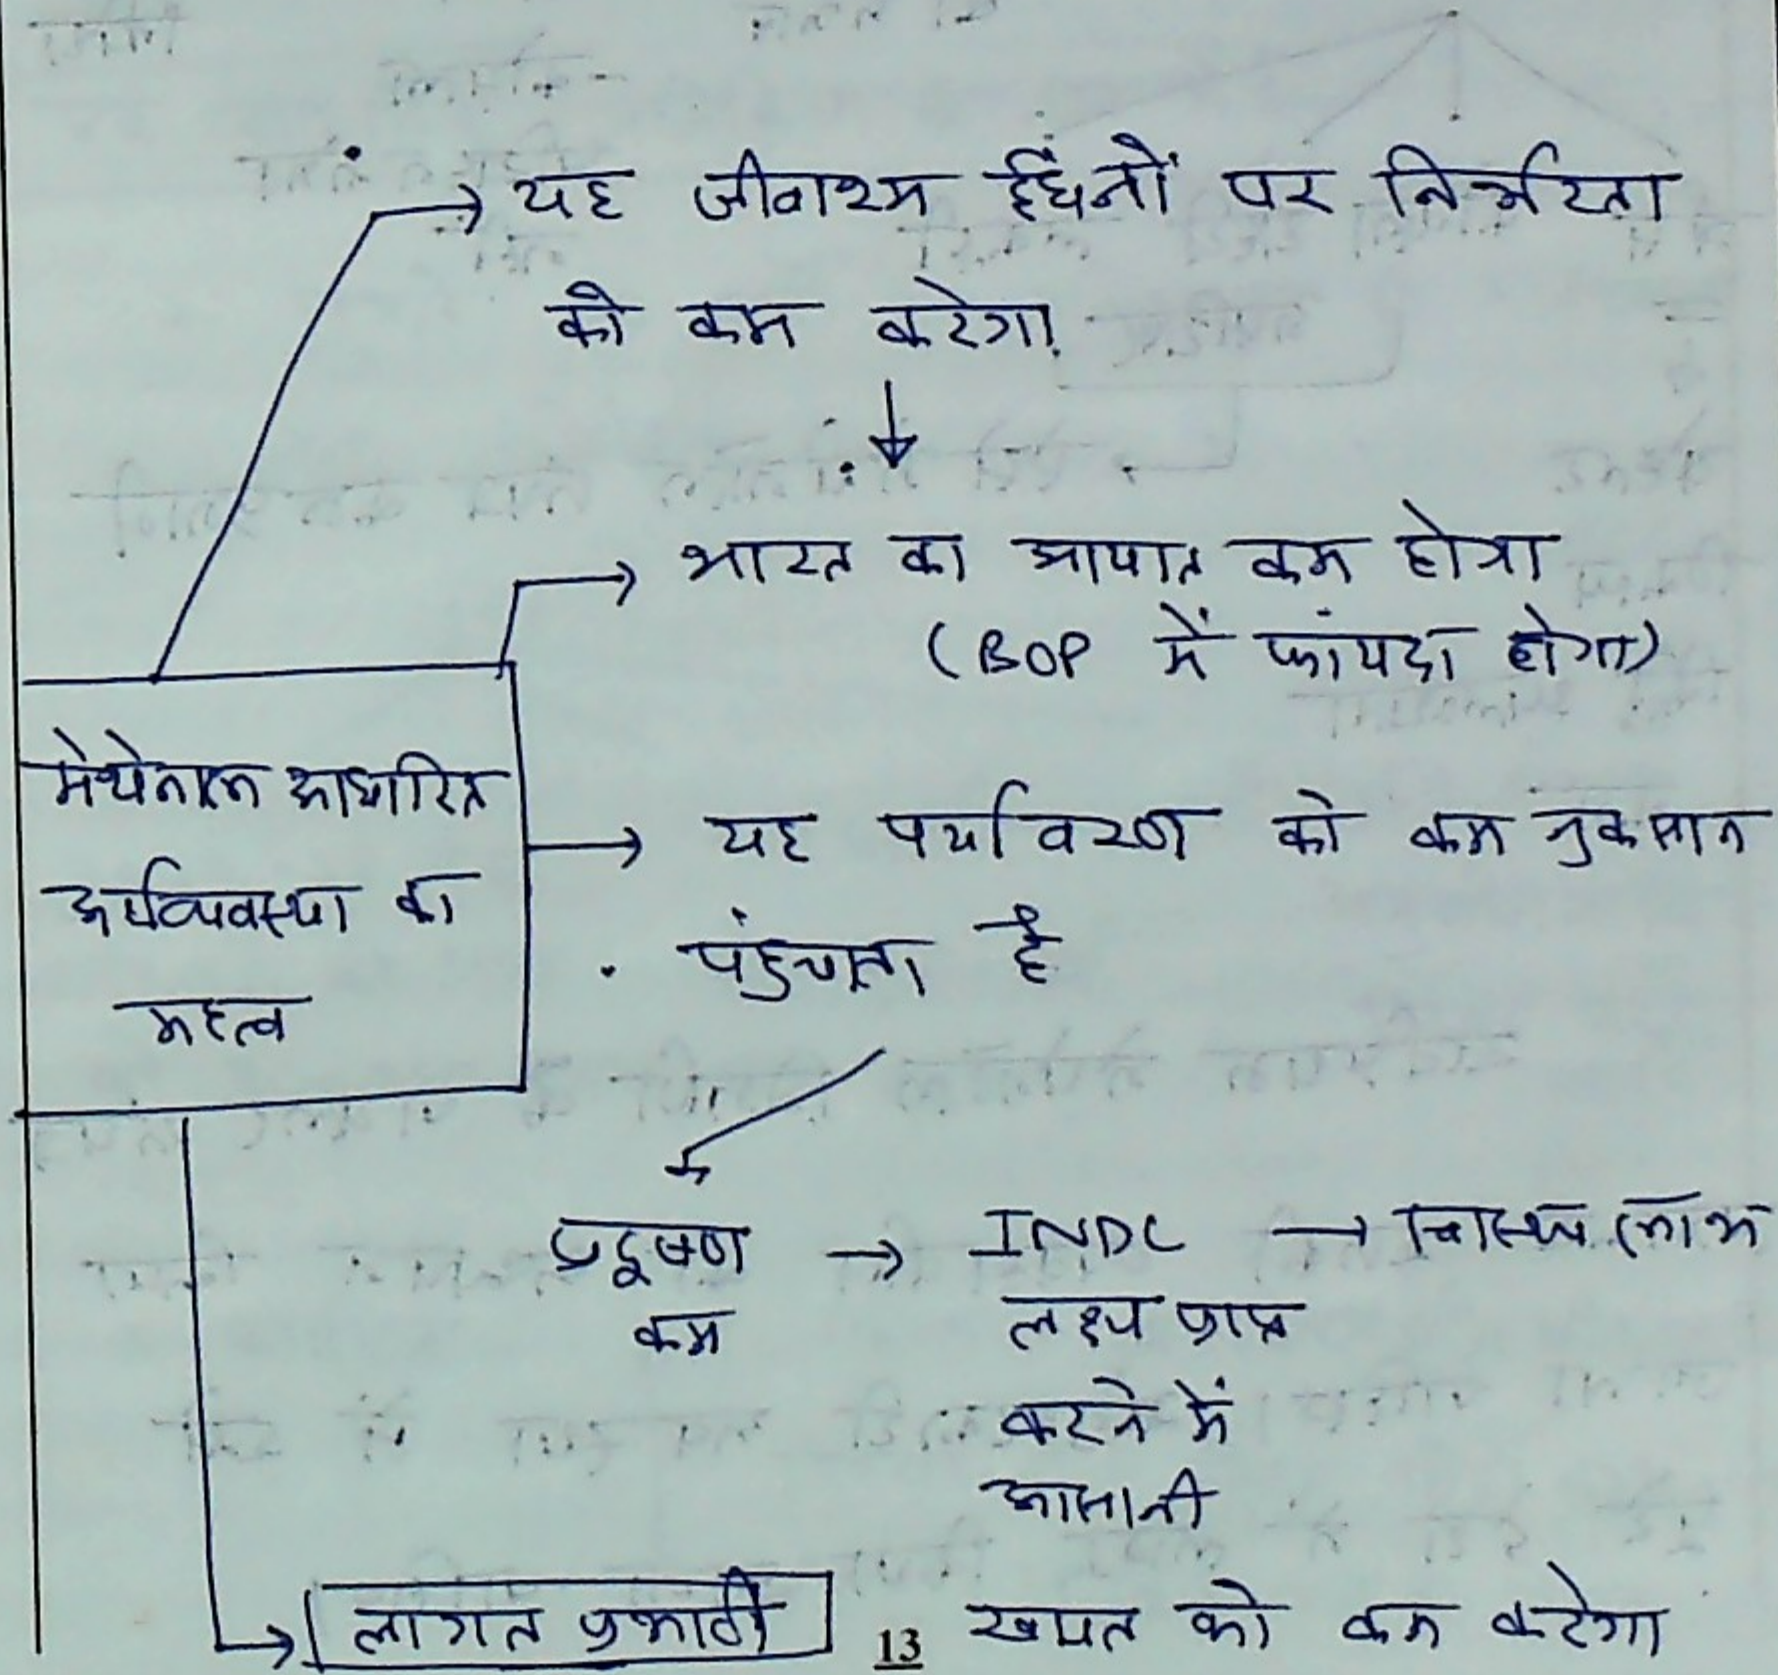 यह जीवाश्म ईंधनों पर निर्भरता
को कम करेगा
भारत का आयात कम होगा
(BOP में फांयदा होगा)
मेथेनाल आधारित
अर्थव्यवस्था का
महत्व
यह पर्यावरण को कम नुकसान
पंहुचाता है
प्रदूषण → INDC → स्वास्थ्य लाभ
कम लक्ष्य प्राप्त
करने में
आसानी
लागत प्रभावी खपत को कम करेगा
13